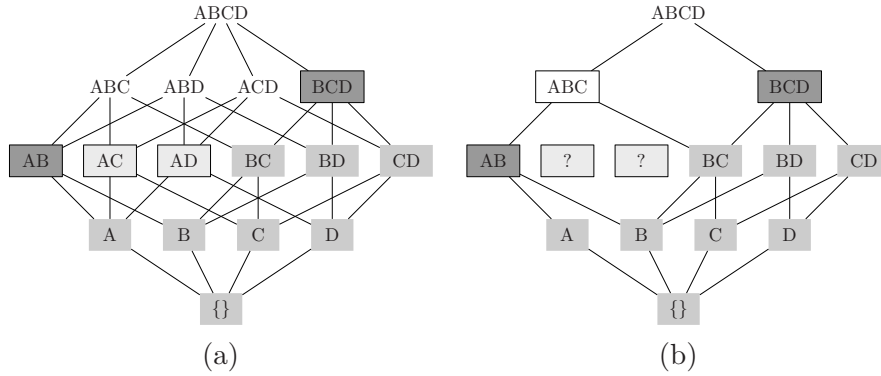 ABCD ABCD
ABC ABD ACD BCD ABC BCD
AB AC AD BC BD CD AB ? ? BC BD CD
A B C D A B C D
{} {}
(a) (b)